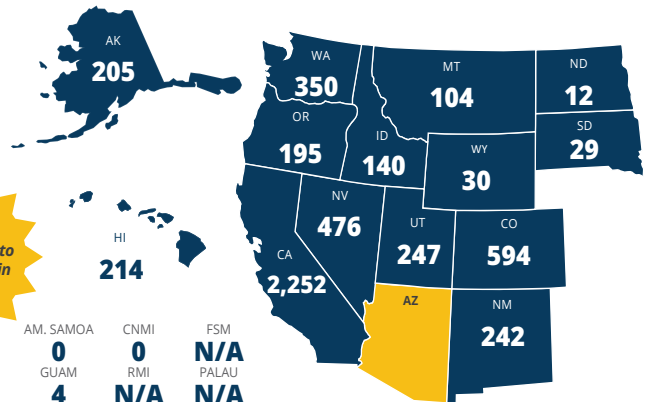 AK
205
WA
350
MT
104
ND
12
OR
195
ID
140
SD
29
WY
30
NV
476
UT
247
CO
594
HI
214
CA
2,252
AZ
NM
242
to
in
AM. SAMOA CNMI FSM
0 0 N/A
GUAM RMI PALAU
4 N/A N/A